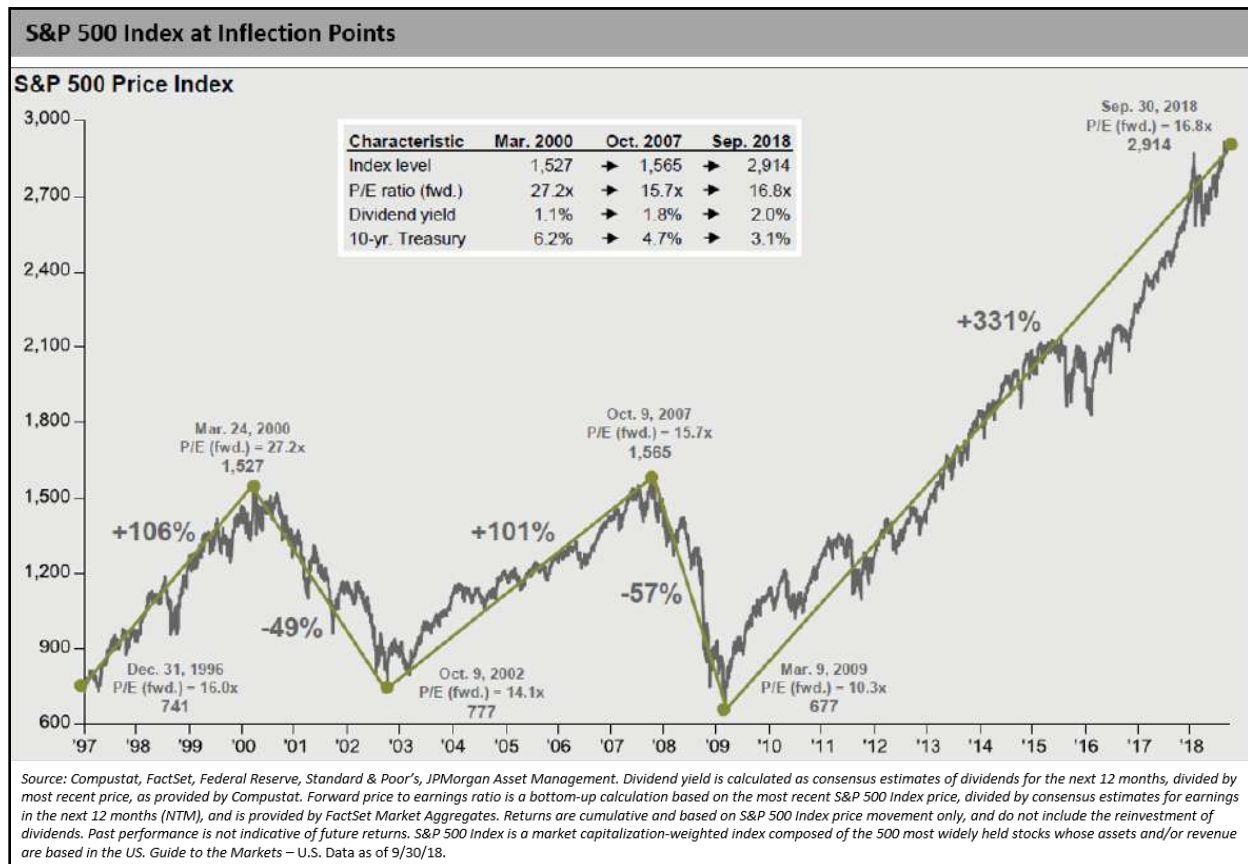 S&P 500 Index at Inflection Points
S&P 500 Price Index
3,000
2,700
2,400
2,100
1,800
1,500
1,200
900
600
Characteristic Mar. 2000 Oct. 2007 Sep. 2018
Index level 1,527 ➔ 1,565 ➔ 2,914
P/E ratio (fwd.) 27.2x ➔ 15.7x ➔ 16.8x
Dividend yield 1.1% ➔ 1.8% ➔ 2.0%
10-yr. Treasury 6.2% ➔ 4.7% ➔ 3.1%
Sep. 30, 2018
P/E (fwd.) = 16.8x
2,914
+331%
Mar. 24, 2000
P/E (fwd.) = 27.2x
1,527
Oct. 9, 2007
P/E (fwd.) = 15.7x
1,565
+106%
-49%
+101%
-57%
Dec. 31, 1996
P/E (fwd.) = 16.0x
741
Oct. 9, 2002
P/E (fwd.) = 14.1x
777
Mar. 9, 2009
P/E (fwd.) = 10.3x
677
'97 '98 '99 '00 '01 '02 '03 '04 '05 '06 '07 '08 '09 '10 '11 '12 '13 '14 '15 '16 '17 '18
Source: Compustat, FactSet, Federal Reserve, Standard & Poor's, JPMorgan Asset Management. Dividend yield is calculated as consensus estimates of dividends for the next 12 months, divided by
most recent price, as provided by Compustat. Forward price to earnings ratio is a bottom-up calculation based on the most recent S&P 500 Index price, divided by consensus estimates for earnings
in the next 12 months (NTM), and is provided by FactSet Market Aggregates. Returns are cumulative and based on S&P 500 Index price movement only, and do not include the reinvestment of
dividends. Past performance is not indicative of future returns. S&P 500 Index is a market capitalization-weighted index composed of the 500 most widely held stocks whose assets and/or revenue
are based in the US. Guide to the Markets – U.S. Data as of 9/30/18.